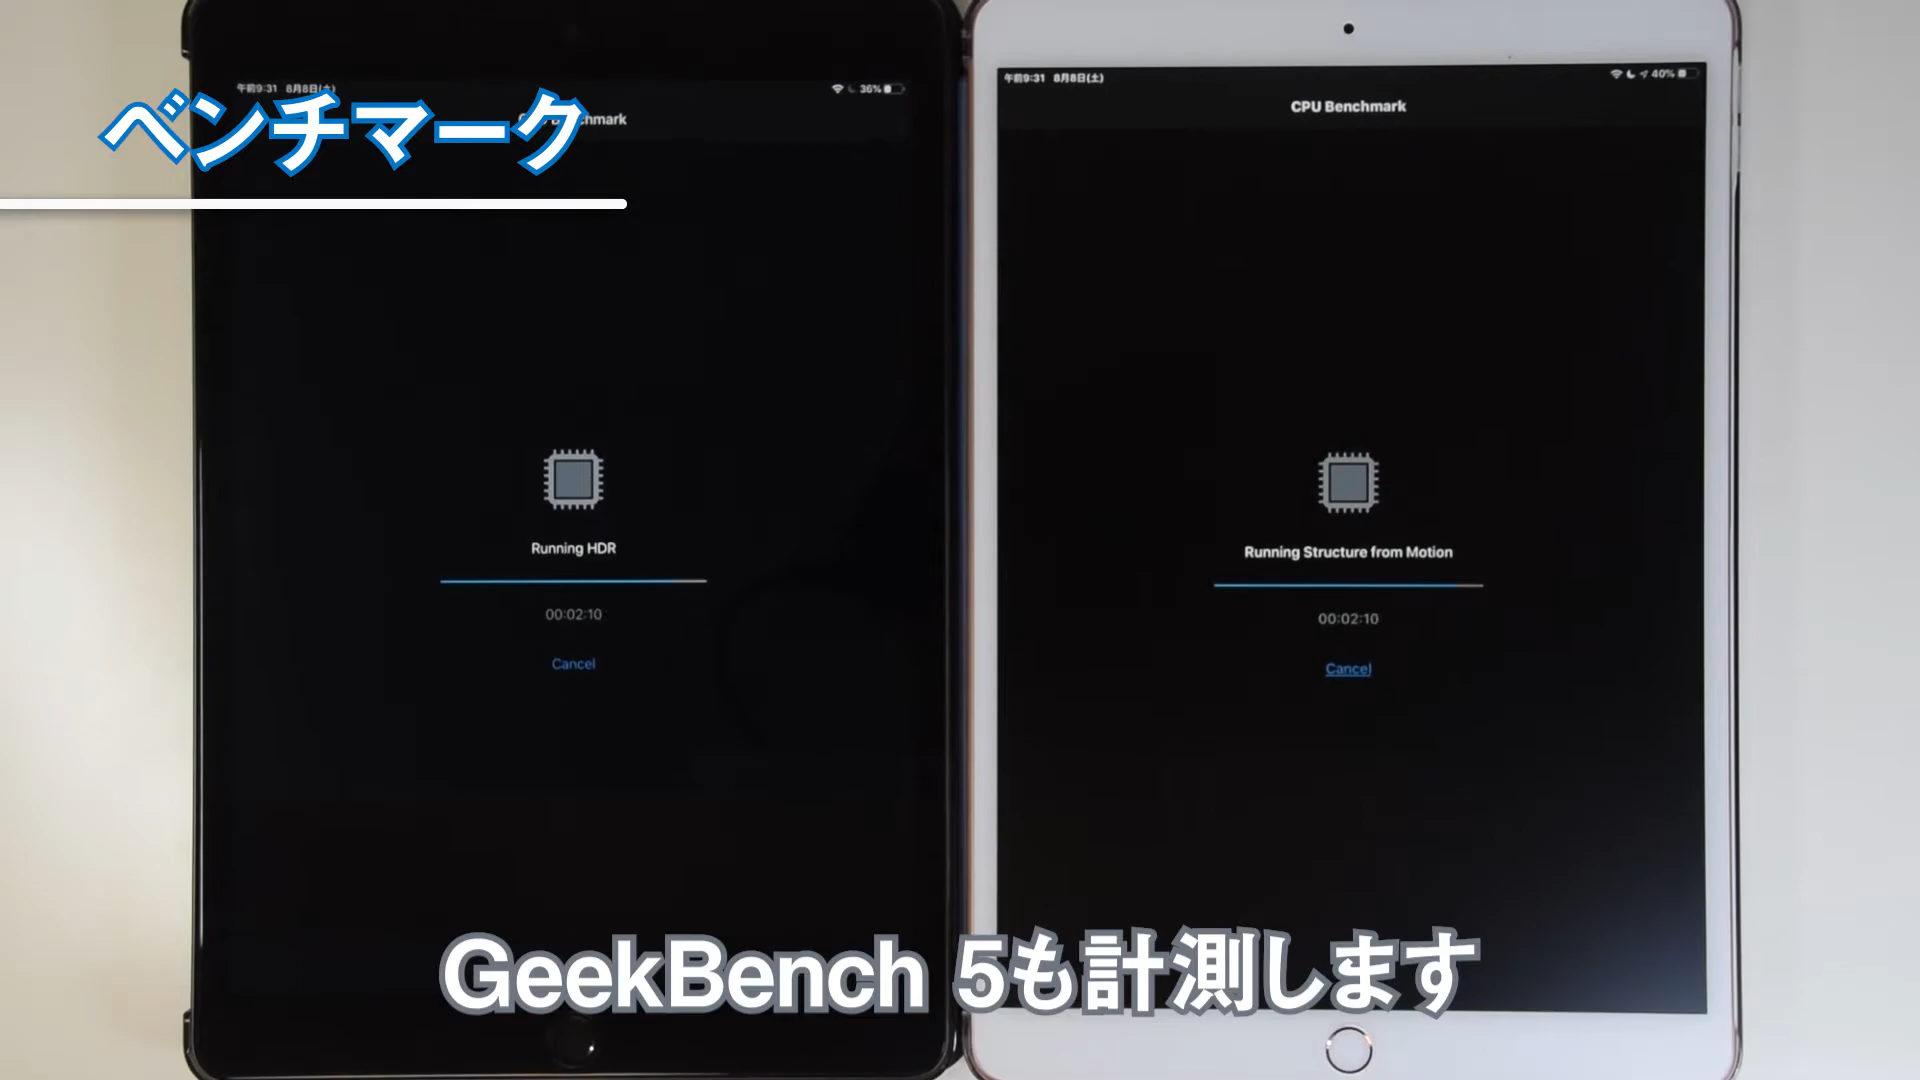 午前9:31 8月8日(土)
36%
ベンチマーク
Running HDR
00:02:10
Cancel
午前9:31 8月8日(土)
40%
CPU Benchmark
Running Structure from Motion
00:02:10
Cancel
GeekBench 5も計測します